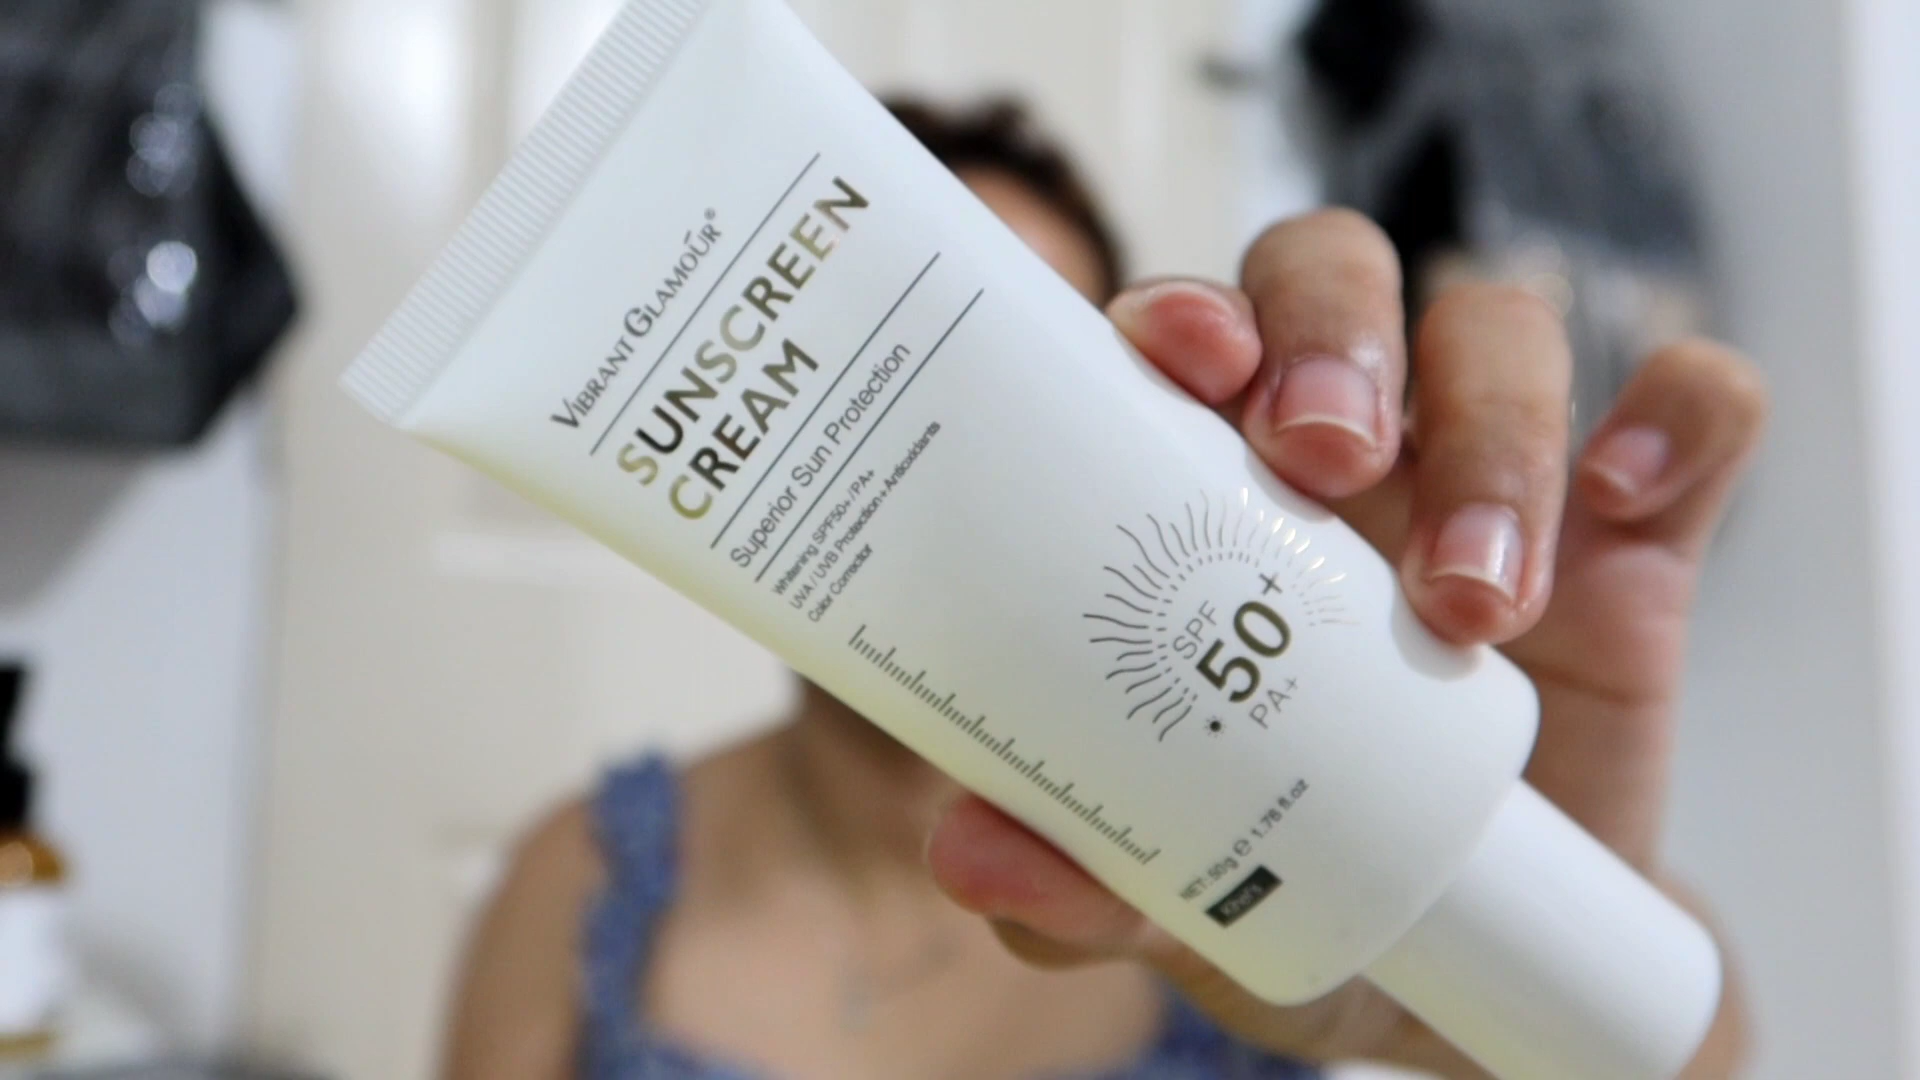 VIBRANT GLAMOUR®
SUNSCREEN
CREAM
Superior Sun Protection
Whitening SPF50+/PA+
UVA/UVB Protection+Antioxidants
Color Corrector
SPF
50+
PA+
NET: 50g ℮ 1.76 fl.oz